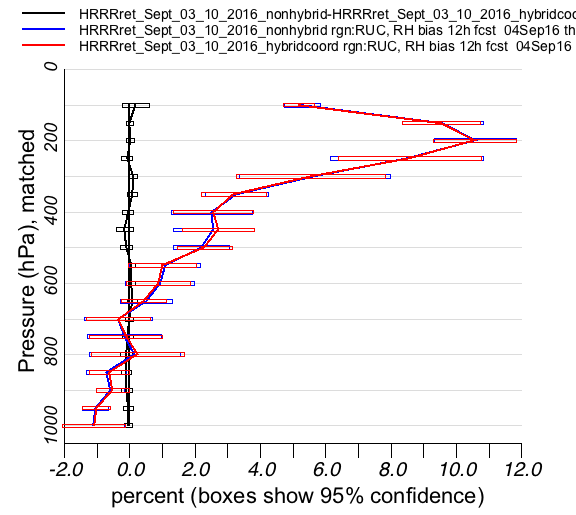 HRRRret_Sept_03_10_2016_nonhybrid-HRRRret_Sept_03_10_2016_hybridcoo
HRRRret_Sept_03_10_2016_nonhybrid rgn:RUC, RH bias 12h fcst 04Sep16 th
HRRRret_Sept_03_10_2016_hybridcoord rgn:RUC, RH bias 12h fcst 04Sep16
0
200
400
600
800
1000
Pressure (hPa), matched
-2.0 0.0 2.0 4.0 6.0 8.0 10.0 12.0
percent (boxes show 95% confidence)